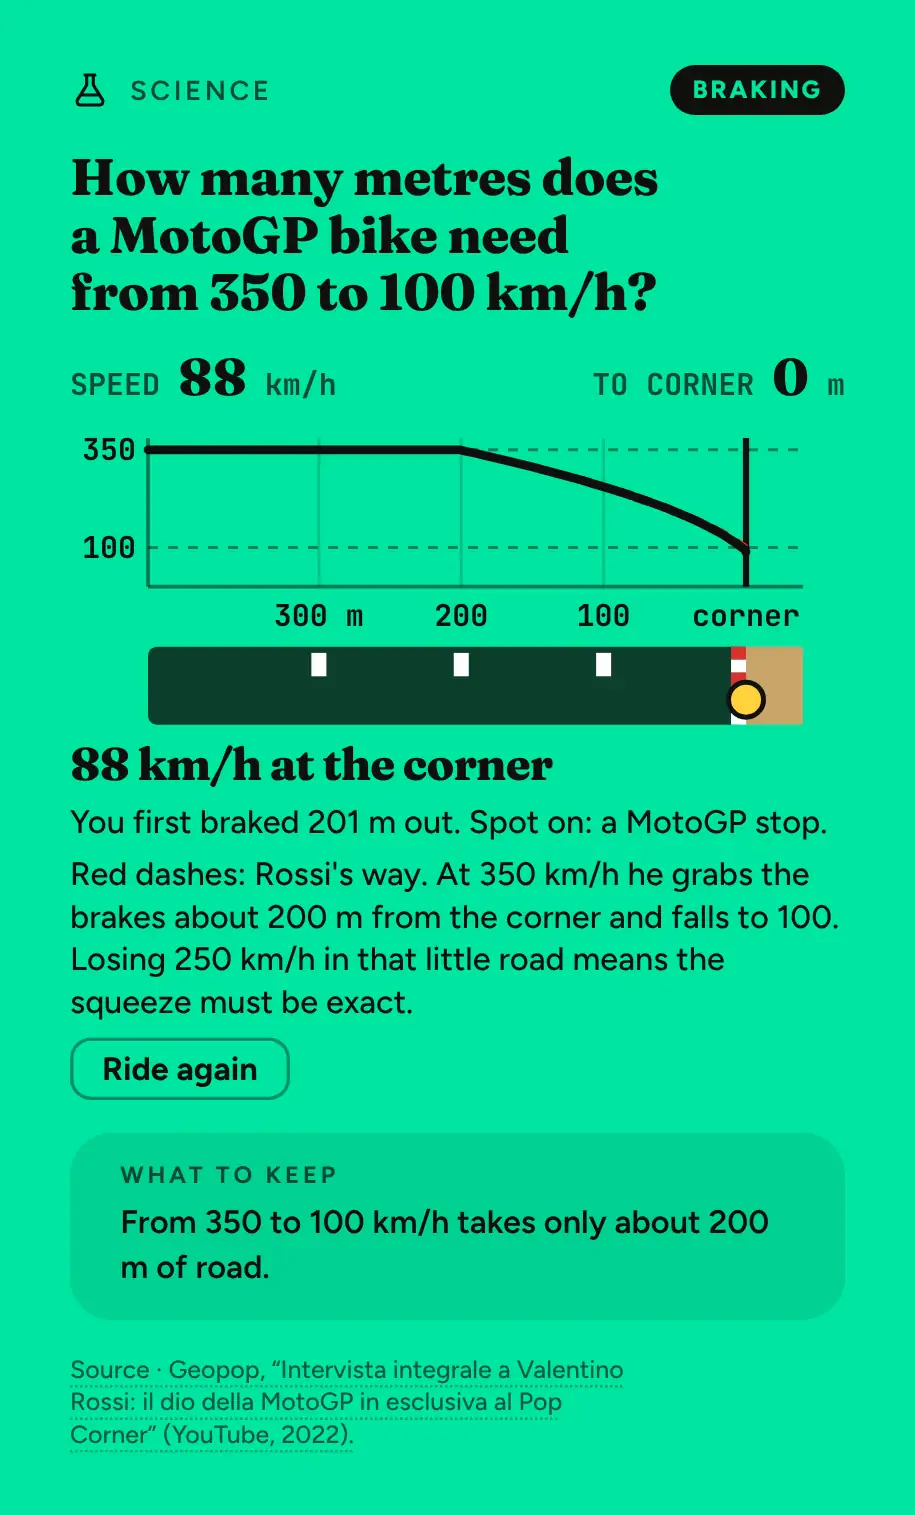 SCIENCE
BRAKING
How many metres does
a MotoGP bike need
from 350 to 100 km/h?
SPEED 88 km/h
TO CORNER 0 m
350
100
300 m
200
100
corner
88 km/h at the corner
You first braked 201 m out. Spot on: a MotoGP stop.
Red dashes: Rossi's way. At 350 km/h he grabs the
brakes about 200 m from the corner and falls to 100.
Losing 250 km/h in that little road means the
squeeze must be exact.
Ride again
WHAT TO KEEP
From 350 to 100 km/h takes only about 200
m of road.
Source · Geopop, “Intervista integrale a Valentino
Rossi: il dio della MotoGP in esclusiva al Pop
Corner” (YouTube, 2022).